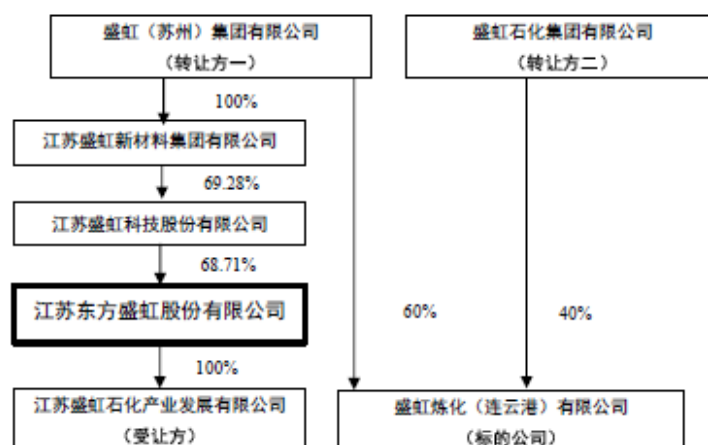 盛虹（苏州）集团有限公司
（转让方一）
盛虹石化集团有限公司
（转让方二）
100%
江苏盛虹新材料集团有限公司
69.28%
江苏盛虹科技股份有限公司
68.71%
江苏东方盛虹股份有限公司
60%
40%
100%
江苏盛虹石化产业发展有限公司
（受让方）
盛虹炼化（连云港）有限公司
（标的公司）